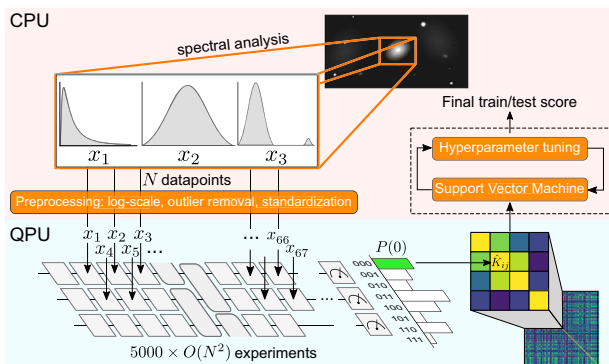 CPU
spectral analysis
x₁
x₂
x₃
Final train/test score
Hyperparameter tuning
Support Vector Machine
N datapoints
Preprocessing: log-scale, outlier removal, standardization
QPU
x₁ x₂ x₃ ... x₆₆
x₄ x₅ ... x₆₇
...
P(0)
000
001
010
011
100
101
110
111
K̂ᵢⱼ
5000 × O(N²) experiments